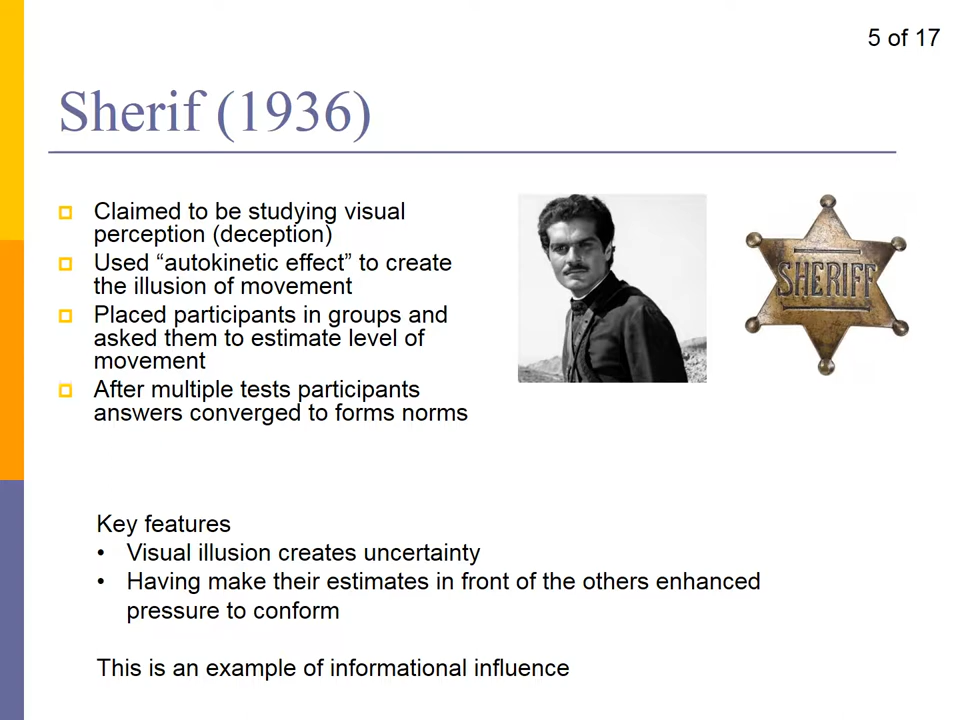 5 of 17
Sherif (1936)
Claimed to be studying visual
perception (deception)
Used “autokinetic effect” to create
the illusion of movement
Placed participants in groups and
asked them to estimate level of
movement
After multiple tests participants
answers converged to forms norms
SHERIFF
Key features
• Visual illusion creates uncertainty
• Having make their estimates in front of the others enhanced
pressure to conform
This is an example of informational influence